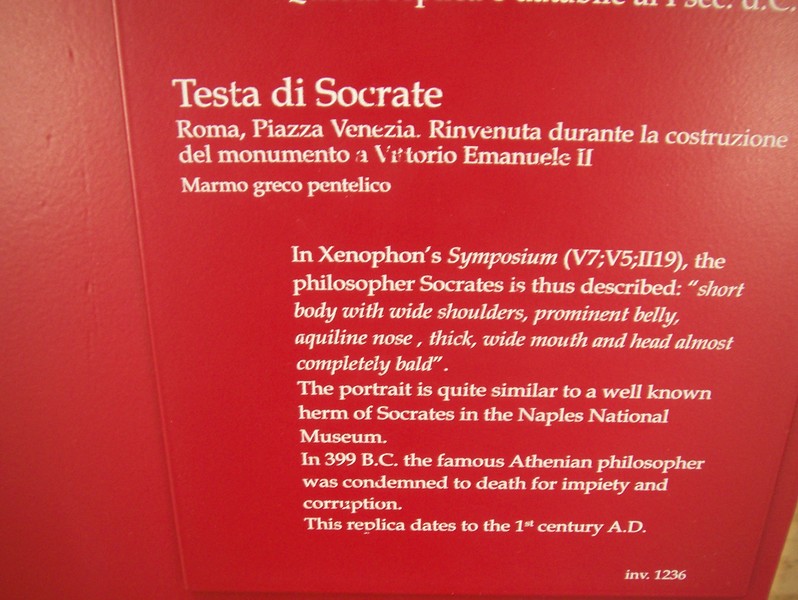 replica è databile al I sec. d.C.
Testa di Socrate
Roma, Piazza Venezia. Rinvenuta durante la costruzione
del monumento a Vittorio Emanuele II
Marmo greco pentelico
In Xenophon's Symposium (V7;V5;II19), the
philosopher Socrates is thus described: “short
body with wide shoulders, prominent belly,
aquiline nose , thick, wide mouth and head almost
completely bald”.
The portrait is quite similar to a well known
herm of Socrates in the Naples National
Museum.
In 399 B.C. the famous Athenian philosopher
was condemned to death for impiety and
corruption.
This replica dates to the 1st century A.D.
inv. 1236